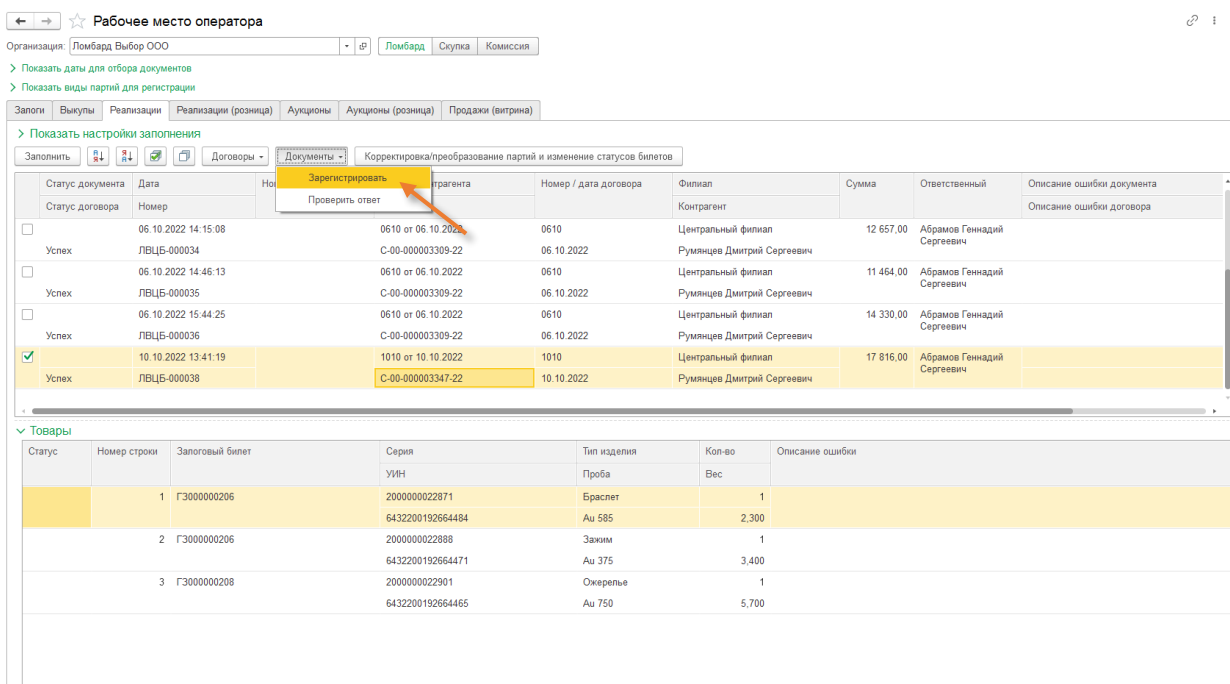 Рабочее место оператора
Организация: Ломбард Выбор ООО Ломбард Скупка Комиссия
Показать даты для отбора документов
Показать виды партий для регистрации
Залоги Выкупы Реализации Реализации (розница) Аукционы Аукционы (розница) Продажи (витрина)
Показать настройки заполнения
Заполнить Договоры Документы Корректировка/преобразование партий и изменение статусов билетов
Зарегистрировать
Проверить ответ
Статус документа Дата Но трагента Номер / дата договора Филиал Сумма Ответственный Описание ошибки документа
Статус договора Номер Контрагент Описание ошибки договора
06.10.2022 14:15:08 0610 от 06.10.2022 0610 Центральный филиал 12 657,00 Абрамов Геннадий Сергеевич
Успех ЛВЦБ-000034 С-00-000003309-22 06.10.2022 Румянцев Дмитрий Сергеевич
06.10.2022 14:46:13 0610 от 06.10.2022 0610 Центральный филиал 11 464,00 Абрамов Геннадий Сергеевич
Успех ЛВЦБ-000035 С-00-000003309-22 06.10.2022 Румянцев Дмитрий Сергеевич
06.10.2022 15:44:25 0610 от 06.10.2022 0610 Центральный филиал 14 330,00 Абрамов Геннадий Сергеевич
Успех ЛВЦБ-000036 С-00-000003309-22 06.10.2022 Румянцев Дмитрий Сергеевич
10.10.2022 13:41:19 1010 от 10.10.2022 1010 Центральный филиал 17 816,00 Абрамов Геннадий Сергеевич
Успех ЛВЦБ-000038 С-00-000003347-22 10.10.2022 Румянцев Дмитрий Сергеевич
Товары
Статус Номер строки Залоговый билет Серия Тип изделия Кол-во Описание ошибки
УИН Проба Вес
1 ГЗ000000206 2000000022871 Браслет 1
6432200192664484 Au 585 2,300
2 ГЗ000000206 2000000022888 Зажим 1
6432200192664471 Au 375 3,400
3 ГЗ000000208 2000000022901 Ожерелье 1
6432200192664465 Au 750 5,700